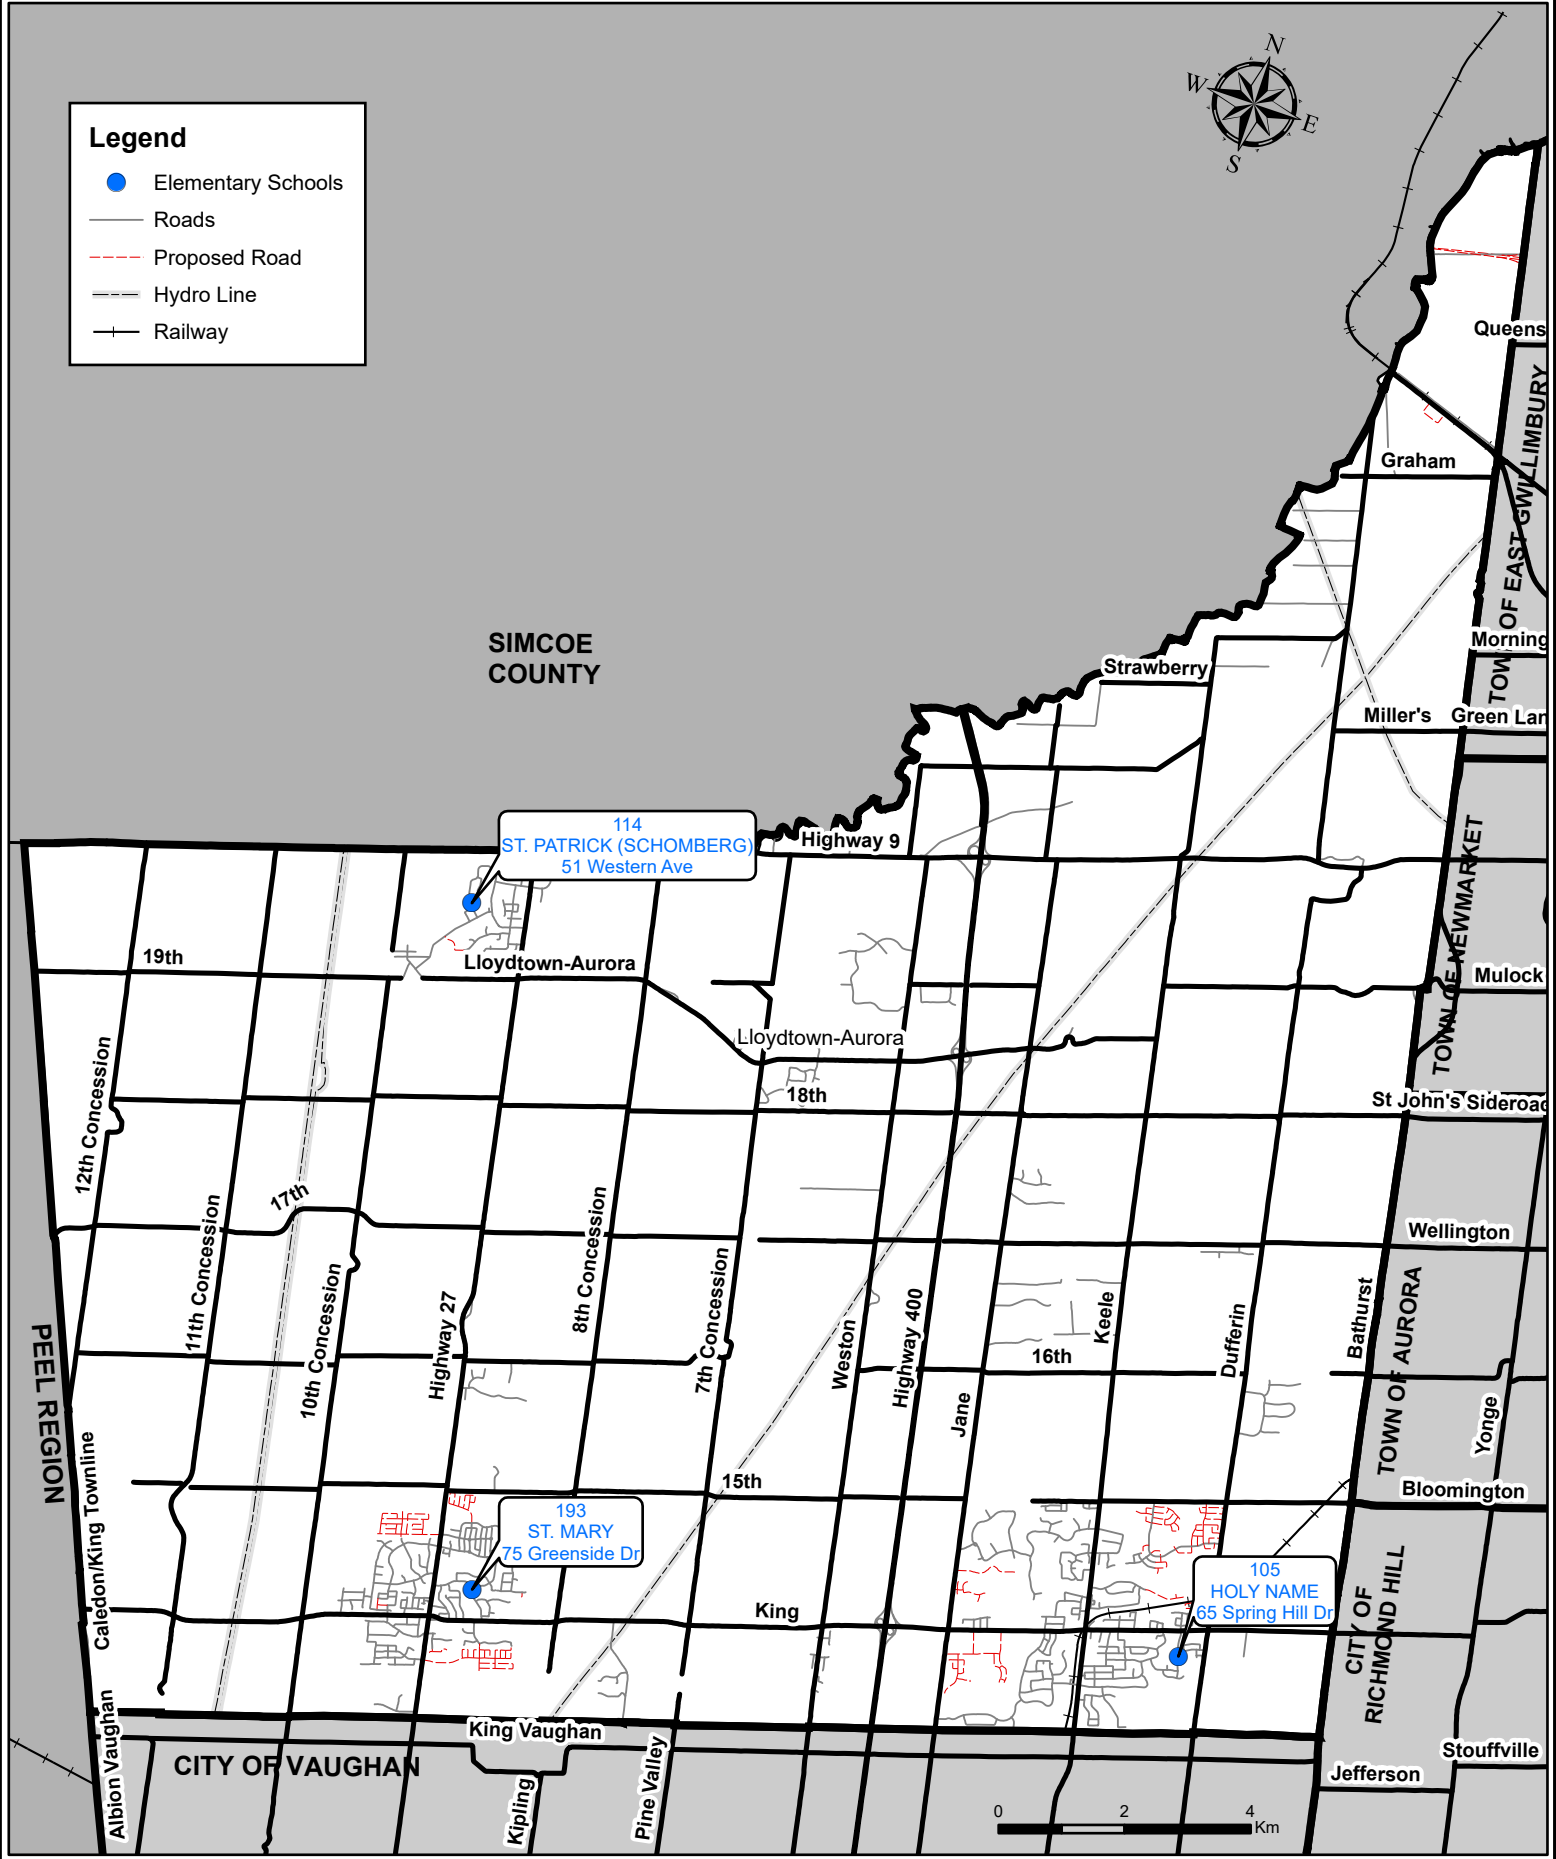 N
W
E
S
Legend
Elementary Schools
Roads
Proposed Road
Hydro Line
Railway
Queens
Graham
TOWN OF EAST GWILLIMBURY
SIMCOE
COUNTY
Morning
Strawberry
Miller's
Green Lan
114
ST. PATRICK (SCHOMBERG)
51 Western Ave
Highway 9
TOWN OF NEWMARKET
19th
Lloydtown-Aurora
Mulock
Lloydtown-Aurora
12th Concession
18th
St John's Sideroad
17th
11th Concession
10th Concession
Highway 27
8th Concession
7th Concession
Weston
Highway 400
Jane
Keele
16th
Dufferin
Bathurst
Wellington
TOWN OF AURORA
Yonge
PEEL REGION
Caledon/King Townline
15th
Bloomington
193
ST. MARY
75 Greenside Dr
105
HOLY NAME
65 Spring Hill Dr
King
CITY OF
RICHMOND HILL
Albion Vaughan
King Vaughan
CITY OF VAUGHAN
Kipling
Pine Valley
Stouffville
Jefferson
0
2
4
Km